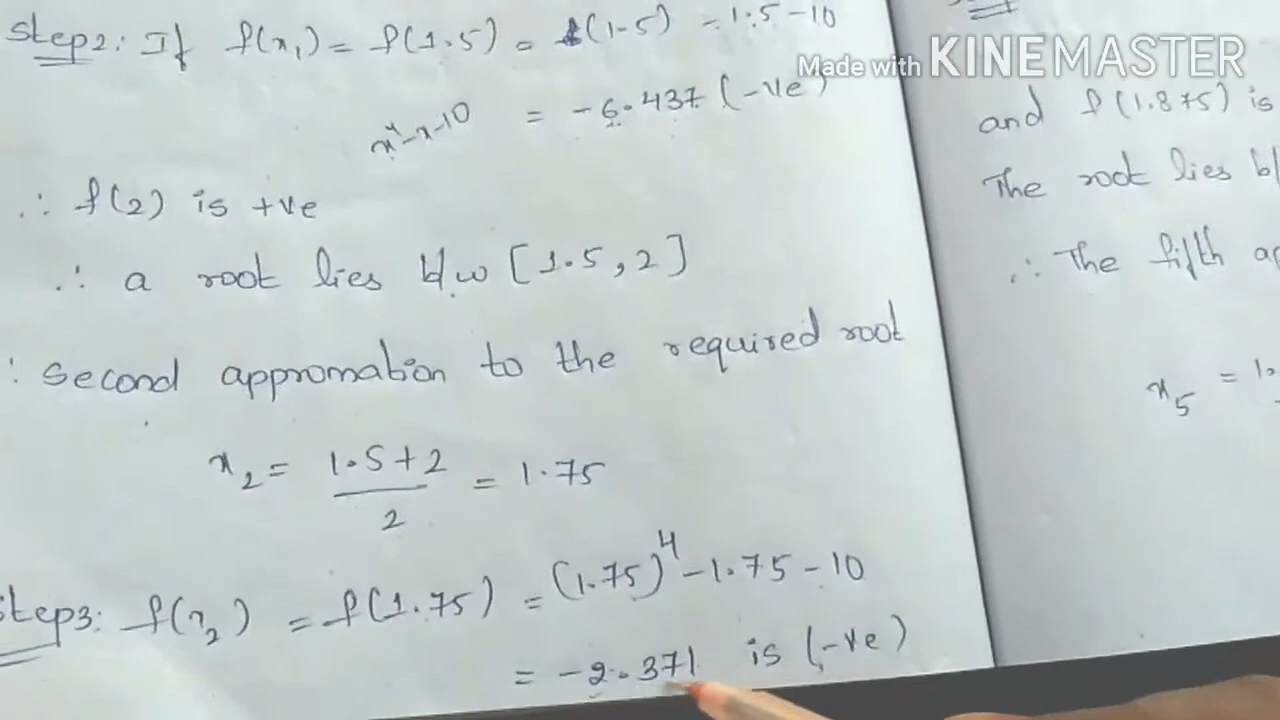 Step2: If f(x₁) = f(1.5) = (1.5) - 1.5 - 10
x⁴-x-10 = -6.437 (-ve)
∴ f(2) is +ve
∴ a root lies b/w [1.5, 2]
: Second appromation to the required root
x₂ = 1.5+2 / 2 = 1.75
Step3: f(x₂) = f(1.75) = (1.75)⁴ - 1.75 - 10
= -2.371 is (-ve)
Made with KINEMASTER
and f(1.875) is
The root lies b/
∴ The fifth ap
x₅ = 1.